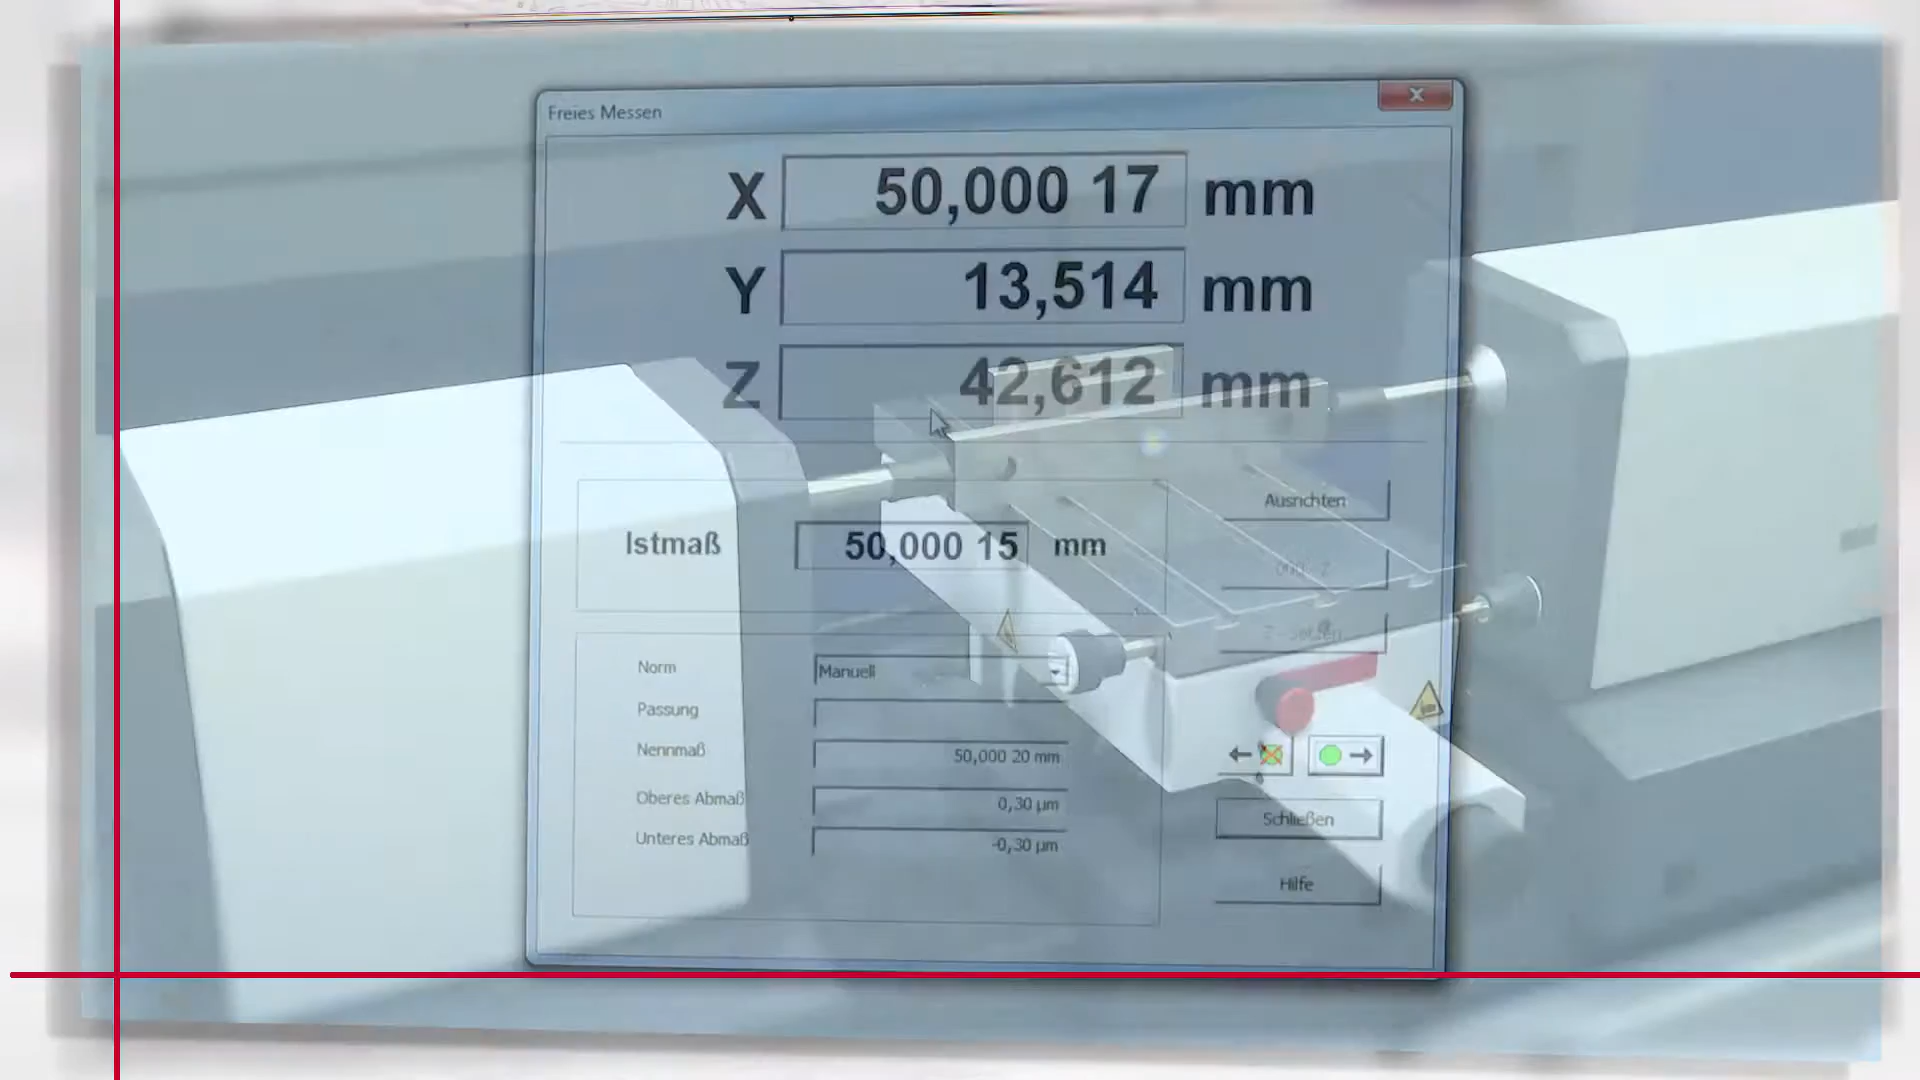 Freies Messen
X 50,000 17 mm
Y 13,514 mm
Z 42,612 mm
Istmaß 50,000 15 mm
Ausrichten
Norm Manuell
Passung
Nennmaß 50,000 20 mm
Oberes Abmaß 0,30 µm
Unteres Abmaß -0,30 µm
Schließen
Hilfe